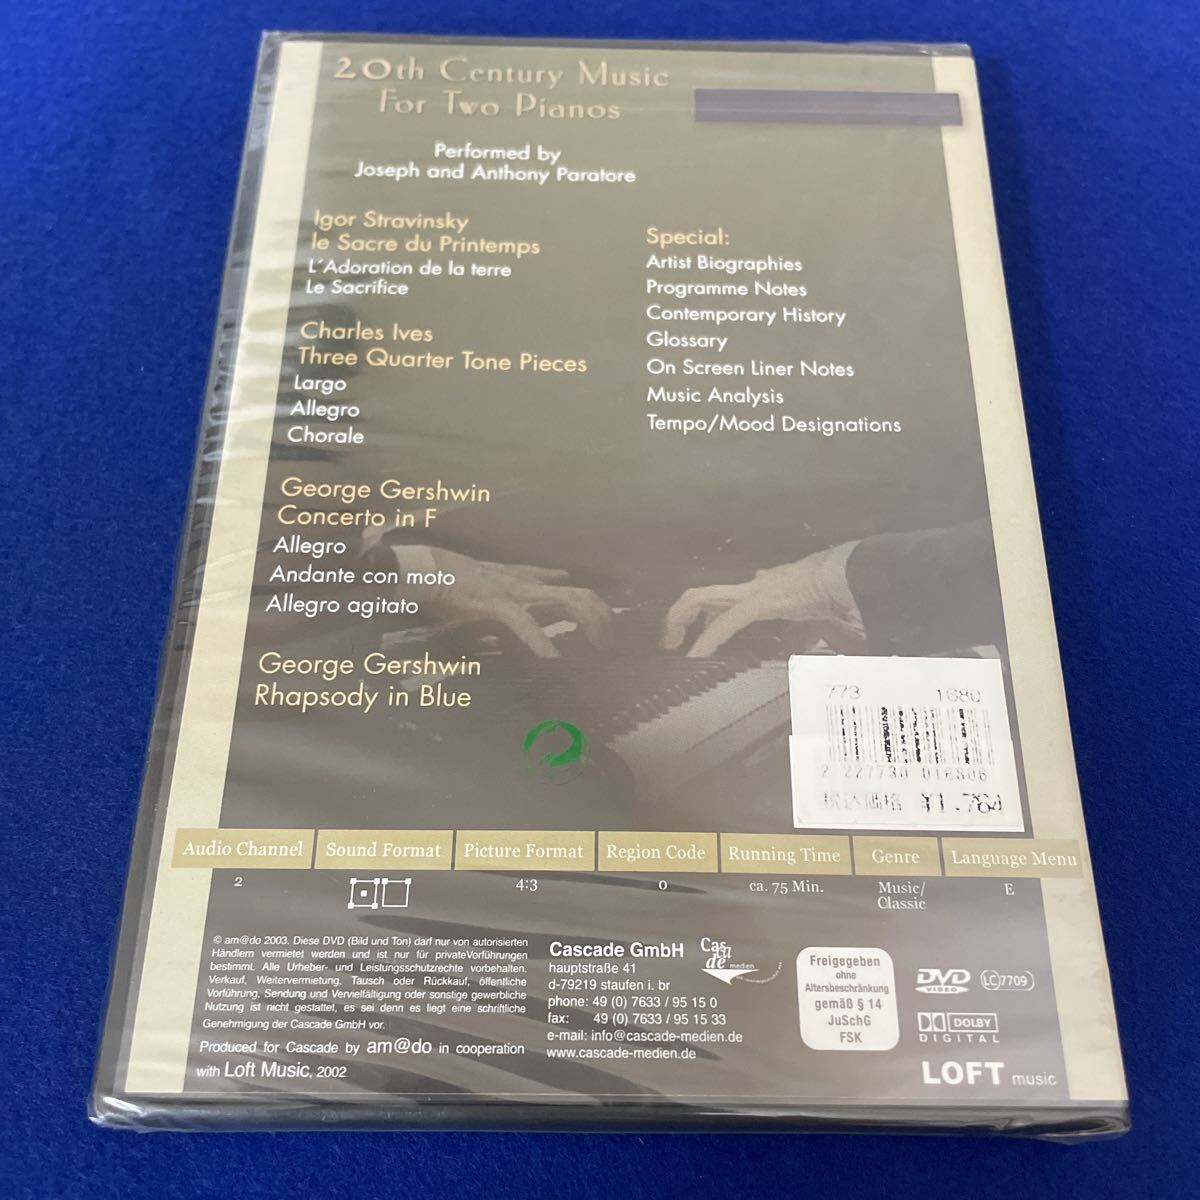 20th Century Music
For Two Pianos
Performed by
Joseph and Anthony Paratore
Igor Stravinsky
le Sacre du Printemps
L´Adoration de la terre
Le Sacrifice
Charles Ives
Three Quarter Tone Pieces
Largo
Allegro
Chorale
George Gershwin
Concerto in F
Allegro
Andante con moto
Allegro agitato
George Gershwin
Rhapsody in Blue
Special:
Artist Biographies
Programme Notes
Contemporary History
Glossary
On Screen Liner Notes
Music Analysis
Tempo/Mood Designations
773 1680
2 227730 016806
¥1,764
Audio Channel
2
Sound Format
Picture Format
4:3
Region Code
0
Running Time
ca. 75 Min.
Genre
Music/
Classic
Language Menu
E
© am@do 2003. Diese DVD (Bild und Ton) darf nur von autorisierten
Händlern vermietet werden und ist nur für privateVorführungen
bestimmt. Alle Urheber- und Leistungsschutzrechte vorbehalten.
Verkauf, Weitervermietung, Tausch oder Rückkauf, öffentliche
Vorführung, Sendung und Vervielfältigung oder sonstige gewerbliche
Nutzung ist nicht gestattet, es sei denn es liegt eine schriftliche
Genehmigung der Cascade GmbH vor.
Produced for Cascade by am@do in cooperation
with Loft Music, 2002
Cascade GmbH
hauptstraße 41
d-79219 staufen i. br
phone: 49 (0) 7633 / 95 15 0
fax: 49 (0) 7633 / 95 15 33
e-mail: info@cascade-medien.de
www.cascade-medien.de
Cas
ca
de medien
Freigegeben
ohne
Altersbeschränkung
gemäß § 14
JuSchG
FSK
DVD
VIDEO
LC 7709
DOLBY
DIGITAL
LOFT music